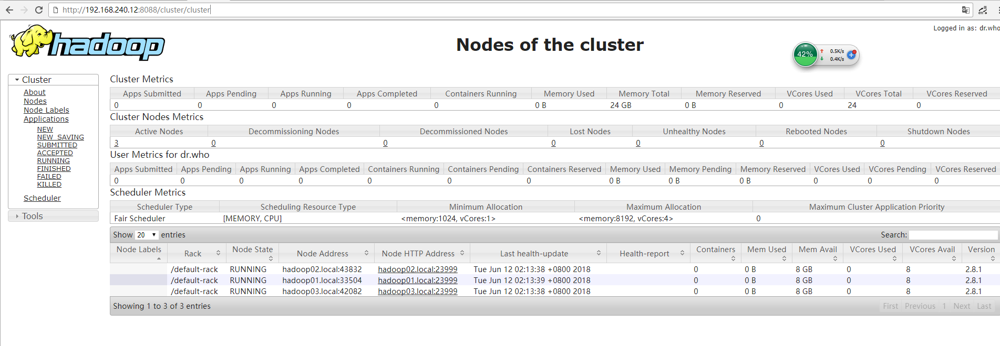 http://192.168.240.12:8088/cluster/cluster
Logged in as: dr.who
hadoop
Nodes of the cluster
42% 0.5K/s
0.4K/s
Cluster
About
Nodes
Node Labels
Applications
NEW
NEW_SAVING
SUBMITTED
ACCEPTED
RUNNING
FINISHED
FAILED
KILLED
Scheduler
Tools
Cluster Metrics
Apps Submitted Apps Pending Apps Running Apps Completed Containers Running Memory Used Memory Total Memory Reserved VCores Used VCores Total VCores Reserved
0 0 0 0 0 0 B 24 GB 0 B 0 24 0
Cluster Nodes Metrics
Active Nodes Decommissioning Nodes Decommissioned Nodes Lost Nodes Unhealthy Nodes Rebooted Nodes Shutdown Nodes
3 0 0 0 0 0 0
User Metrics for dr.who
Apps Submitted Apps Pending Apps Running Apps Completed Containers Running Containers Pending Containers Reserved Memory Used Memory Pending Memory Reserved VCores Used VCores Pending VCores Reserved
0 0 0 0 0 0 0 0 B 0 B 0 B 0 0 0
Scheduler Metrics
Scheduler Type Scheduling Resource Type Minimum Allocation Maximum Allocation Maximum Cluster Application Priority
Fair Scheduler [MEMORY, CPU] <memory:1024, vCores:1> <memory:8192, vCores:4> 0
Show 20 entries Search:
Node Labels Rack Node State Node Address Node HTTP Address Last health-update Health-report Containers Mem Used Mem Avail VCores Used VCores Avail Version
/default-rack RUNNING hadoop02.local:43832 hadoop02.local:23999 Tue Jun 12 02:13:38 +0800 2018 0 0 B 8 GB 0 8 2.8.1
/default-rack RUNNING hadoop01.local:33504 hadoop01.local:23999 Tue Jun 12 02:13:39 +0800 2018 0 0 B 8 GB 0 8 2.8.1
/default-rack RUNNING hadoop03.local:42082 hadoop03.local:23999 Tue Jun 12 02:13:38 +0800 2018 0 0 B 8 GB 0 8 2.8.1
Showing 1 to 3 of 3 entries First Previous 1 Next Last